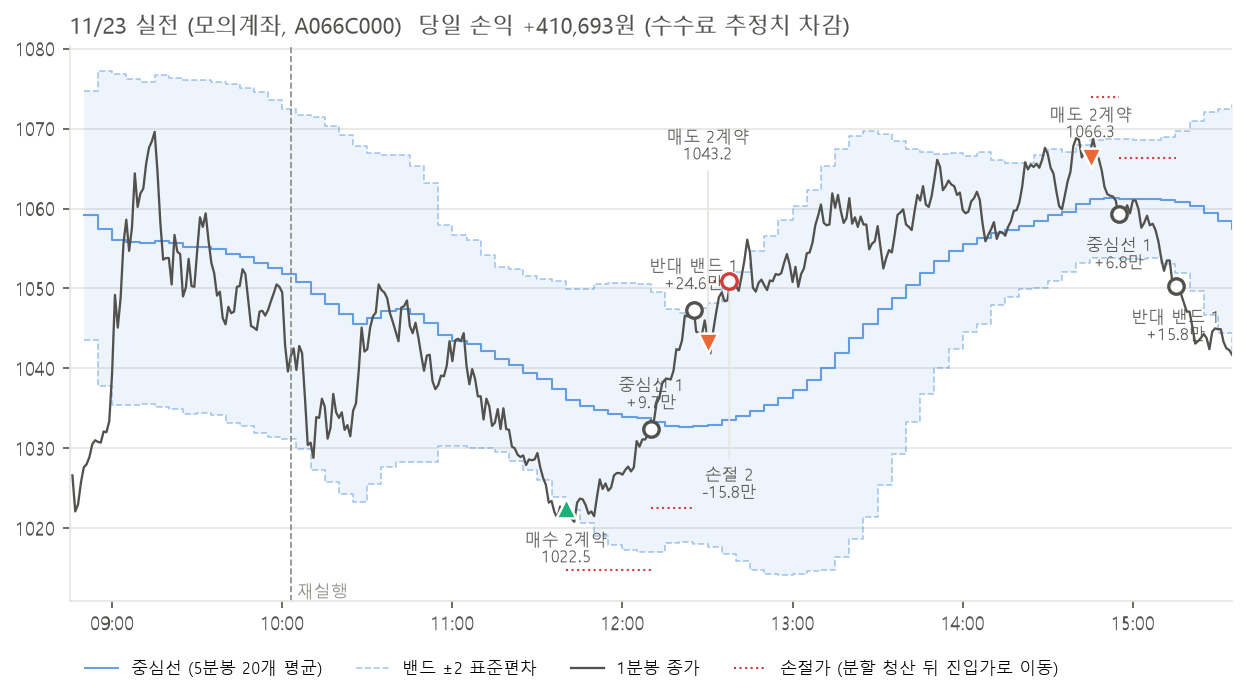 11/23 실전 (모의계좌, A066C000)  당일 손익 +410,693원 (수수료 추정치 차감)
1080
1070
1060
1050
1040
1030
1020
매도 2계약
1043.2
매도 2계약
1066.3
반대 밴드 1
+24.6만
중심선 1
+6.8만
반대 밴드 1
+15.8만
중심선 1
+9.7만
손절 2
-15.8만
매수 2계약
1022.5
재실행
09:00
10:00
11:00
12:00
13:00
14:00
15:00
중심선 (5분봉 20개 평균)
밴드 ±2 표준편차
1분봉 종가
손절가 (분할 청산 뒤 진입가로 이동)